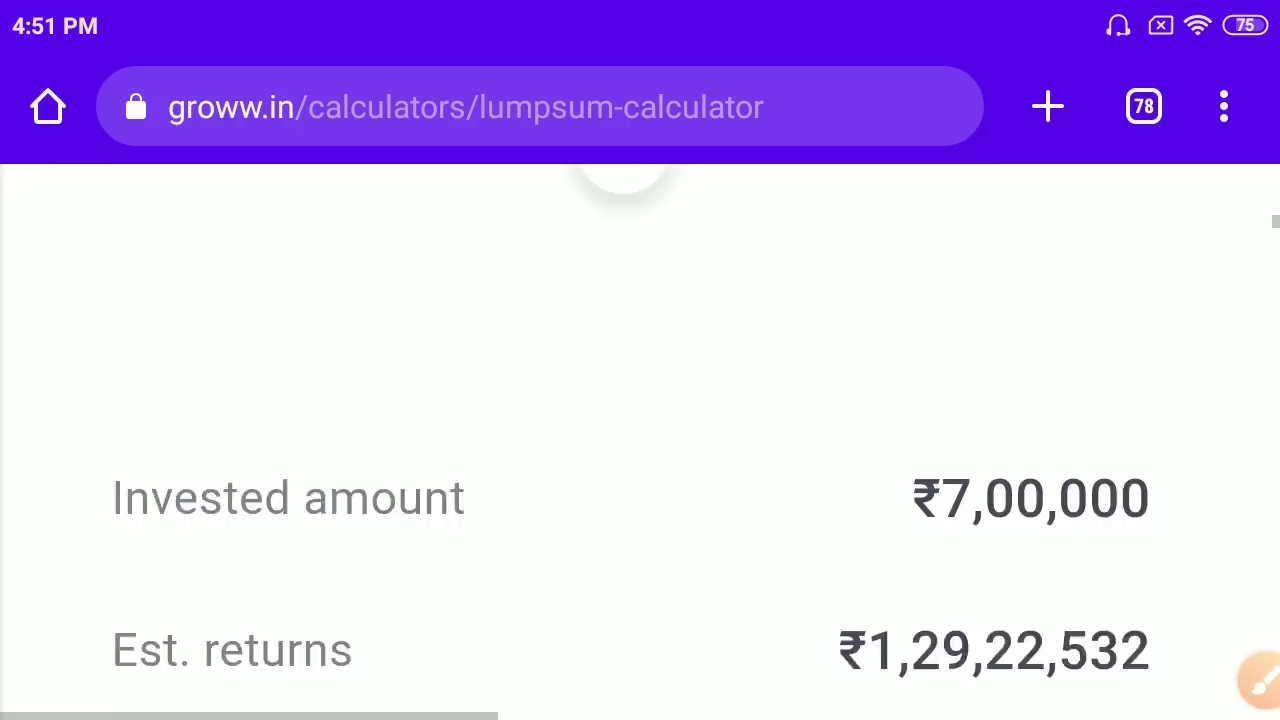 4:51 PM
75
groww.in/calculators/lumpsum-calculator
78
Invested amount
₹7,00,000
Est. returns
₹1,29,22,532